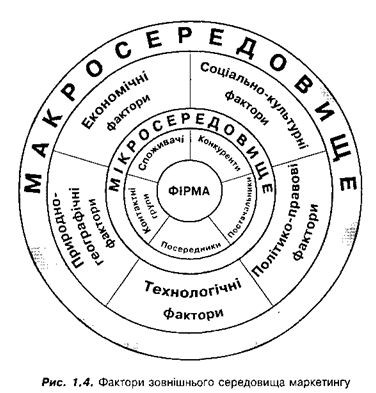 МАКРОСЕРЕДОВИЩЕ
Економічні
фактори
Соціально-культурні
фактори
Політико-правові
фактори
Технологічні
фактори
Природно-
географічні
фактори
МІКРОСЕРЕДОВИЩЕ
Споживачі
Конкуренти
Постачальники
Посередники
Контактні
групи
ФІРМА
Рис. 1.4. Фактори зовнішнього середовища маркетингу